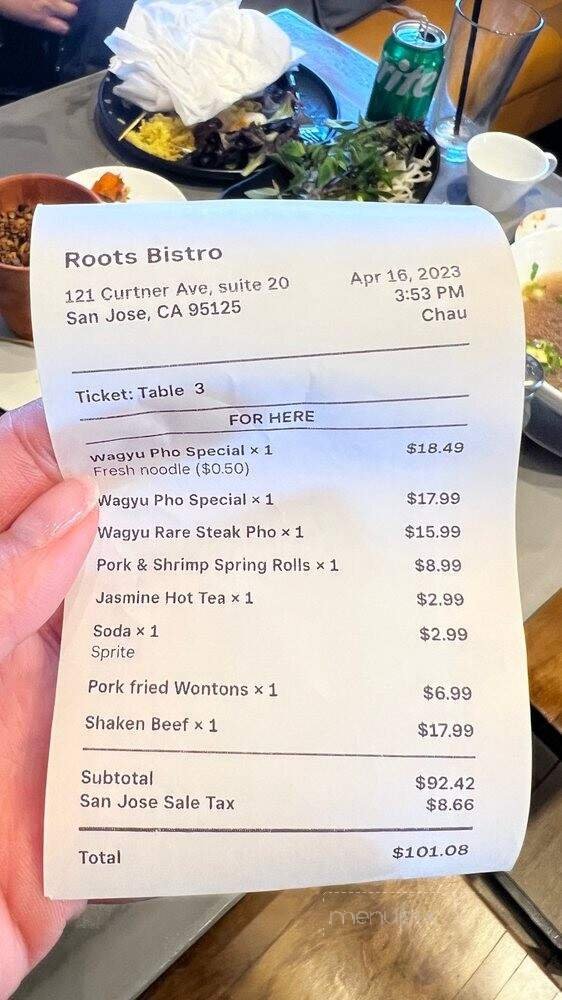 rite
Roots Bistro
121 Curtner Ave, suite 20
San Jose, CA 95125
Apr 16, 2023
3:53 PM
Chau
Ticket: Table 3
FOR HERE
Wagyu Pho Special × 1 $18.49
Fresh noodle ($0.50)
Wagyu Pho Special × 1 $17.99
Wagyu Rare Steak Pho × 1 $15.99
Pork & Shrimp Spring Rolls × 1 $8.99
Jasmine Hot Tea × 1 $2.99
Soda × 1 $2.99
Sprite
Pork fried Wontons × 1 $6.99
Shaken Beef × 1 $17.99
Subtotal $92.42
San Jose Sale Tax $8.66
Total $101.08